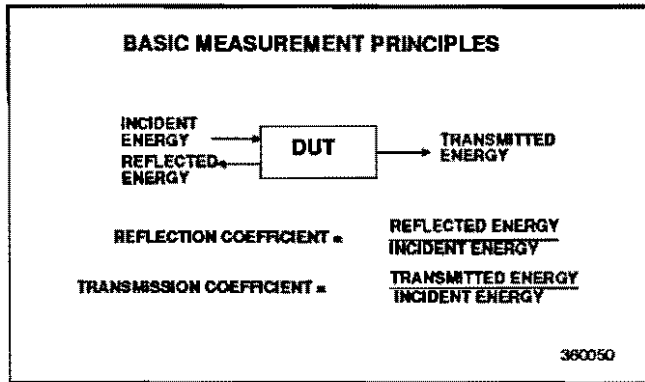 BASIC MEASUREMENT PRINCIPLES
INCIDENT
ENERGY
REFLECTED
ENERGY
DUT
TRANSMITTED
ENERGY
REFLECTION COEFFICIENT =
REFLECTED ENERGY
INCIDENT ENERGY
TRANSMISSION COEFFICIENT =
TRANSMITTED ENERGY
INCIDENT ENERGY
360050